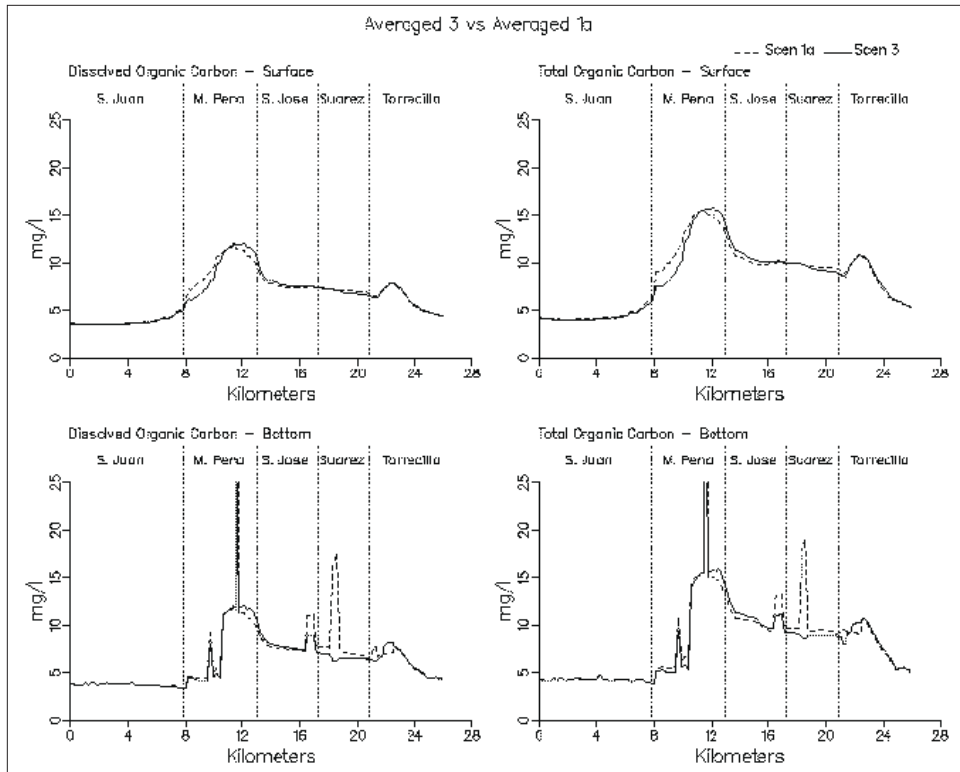 Averaged 3 vs Averaged 1a
Scen 1a Scen 3
Dissolved Organic Carbon – Surface
S. Juan M. Pena S. Jose Suarez Torrecilla
25
20
15
10
5
0
mg/l
0 4 8 12 16 20 24 28
Kilometers
Total Organic Carbon – Surface
S. Juan M. Pena S. Jose Suarez Torrecilla
25
20
15
10
5
0
mg/l
0 4 8 12 16 20 24 28
Kilometers
Dissolved Organic Carbon – Bottom
S. Juan M. Pena S. Jose Suarez Torrecilla
25
20
15
10
5
0
mg/l
0 4 8 12 16 20 24 28
Kilometers
Total Organic Carbon – Bottom
S. Juan M. Pena S. Jose Suarez Torrecilla
25
20
15
10
5
0
mg/l
0 4 8 12 16 20 24 28
Kilometers